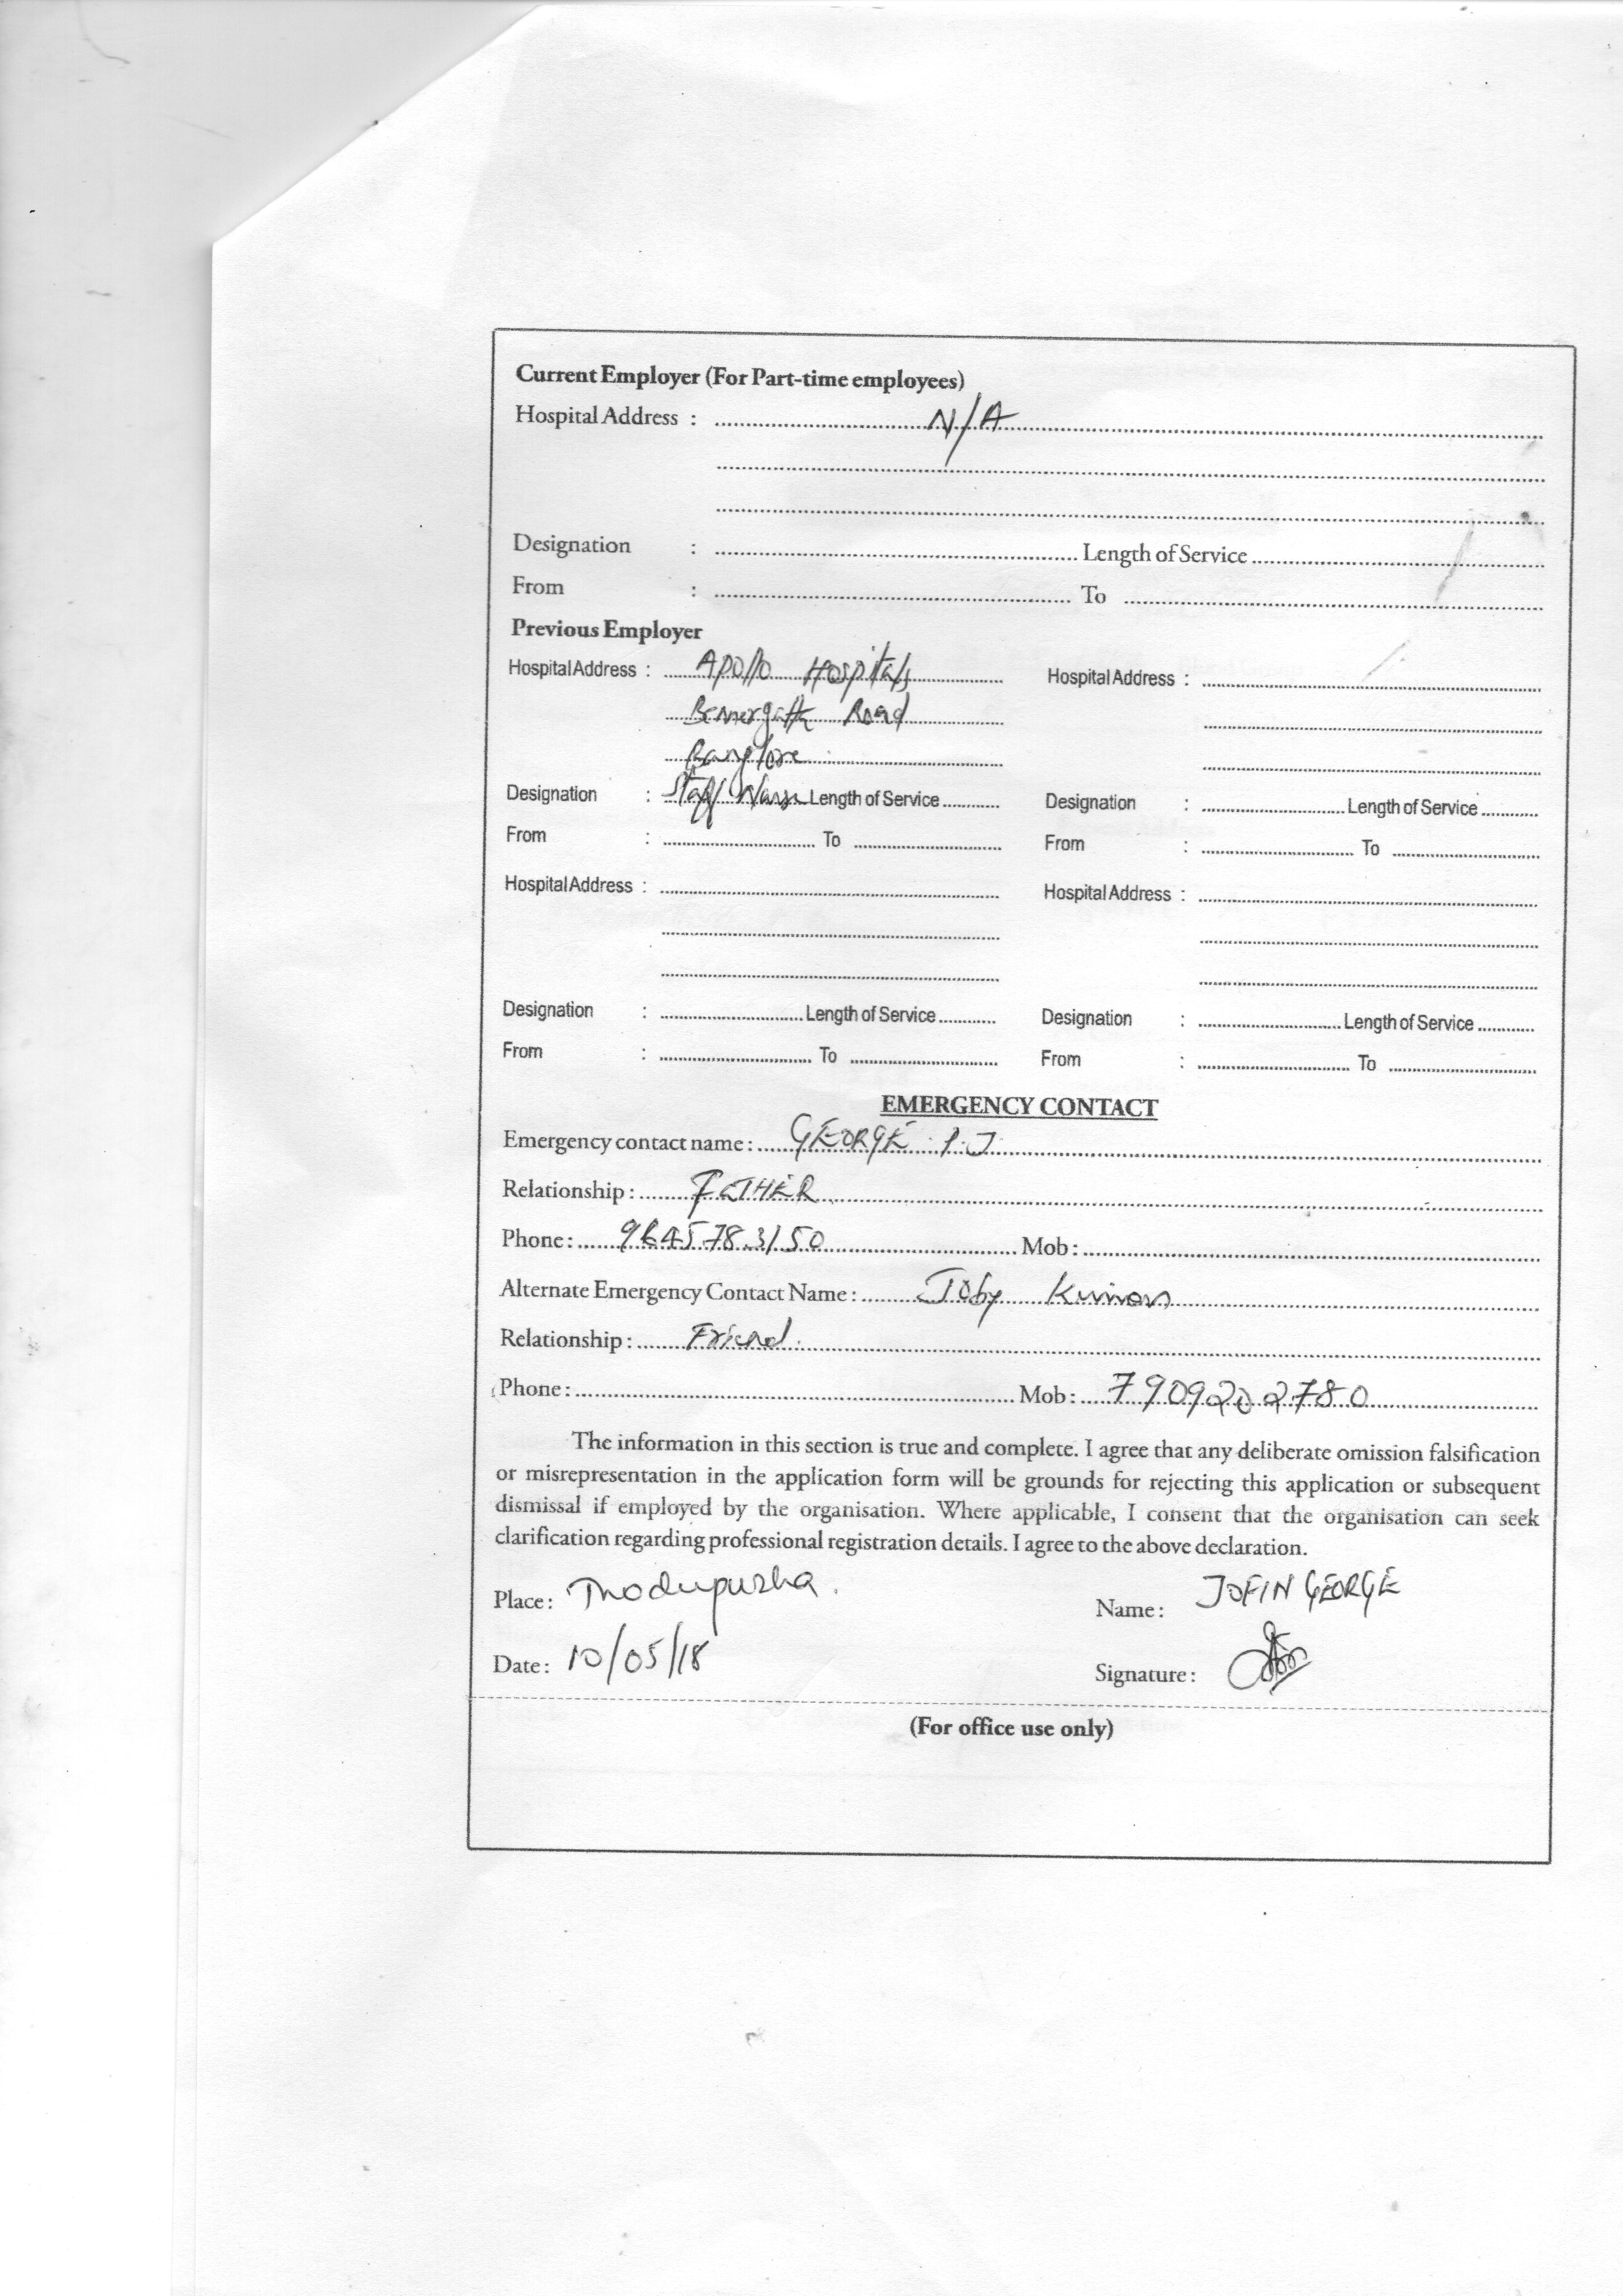 Current Employer (For Part-time employees)
Hospital Address : N/A
Designation : Length of Service
From : To
Previous Employer
Hospital Address : Apollo Hospitals Hospital Address :
Road
Designation : Staff Nurse Length of Service Designation : Length of Service
From : To From : To
Hospital Address : Hospital Address :
Designation : Length of Service Designation : Length of Service
From : To From : To
EMERGENCY CONTACT
Emergency contact name : GEORGE P.J
Relationship : FATHER
Phone : 9645783150 Mob :
Alternate Emergency Contact Name : Toby
Relationship : Friend.
Phone : Mob : 7909202780
The information in this section is true and complete. I agree that any deliberate omission falsification
or misrepresentation in the application form will be grounds for rejecting this application or subsequent
dismissal if employed by the organisation. Where applicable, I consent that the organisation can seek
clarification regarding professional registration details. I agree to the above declaration.
Place : Thodupuzha. Name : JOFIN GEORGE
Date : 10/05/18 Signature :
(For office use only)